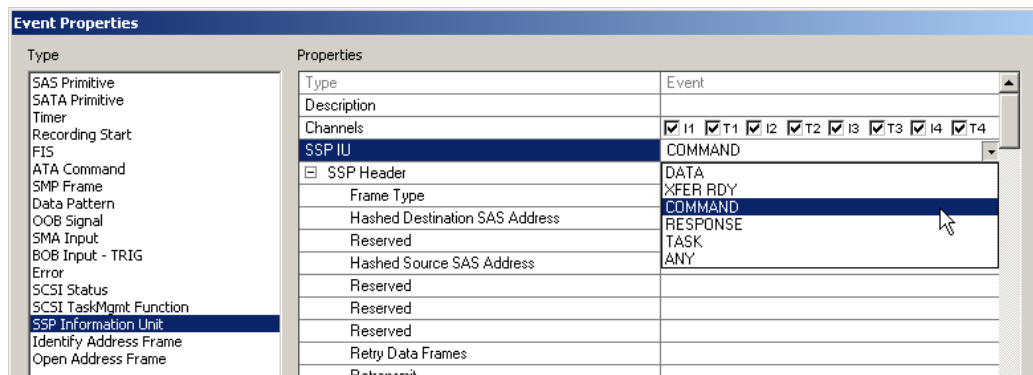 Event Properties
Type
Properties
SAS Primitive
SATA Primitive
Timer
Recording Start
FIS
ATA Command
SMP Frame
Data Pattern
OOB Signal
SMA Input
BOB Input - TRIG
Error
SCSI Status
SCSI TaskMgmt Function
SSP Information Unit
Identify Address Frame
Open Address Frame
Type Event
Description
Channels I1 T1 I2 T2 I3 T3 I4 T4
SSP IU COMMAND
SSP Header
Frame Type
Hashed Destination SAS Address
Reserved
Hashed Source SAS Address
Reserved
Reserved
Reserved
Retry Data Frames
Retransmit
DATA
XFER RDY
COMMAND
RESPONSE
TASK
ANY